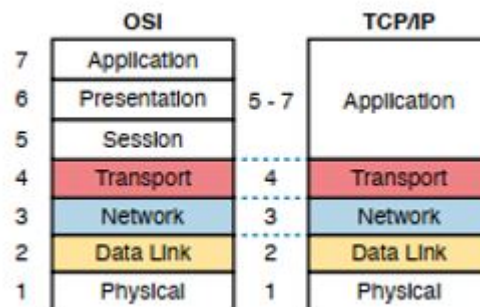 OSI TCP/IP
7 Application
6 Presentation 5 - 7 Application
5 Session
4 Transport 4 Transport
3 Network 3 Network
2 Data Link 2 Data Link
1 Physical 1 Physical